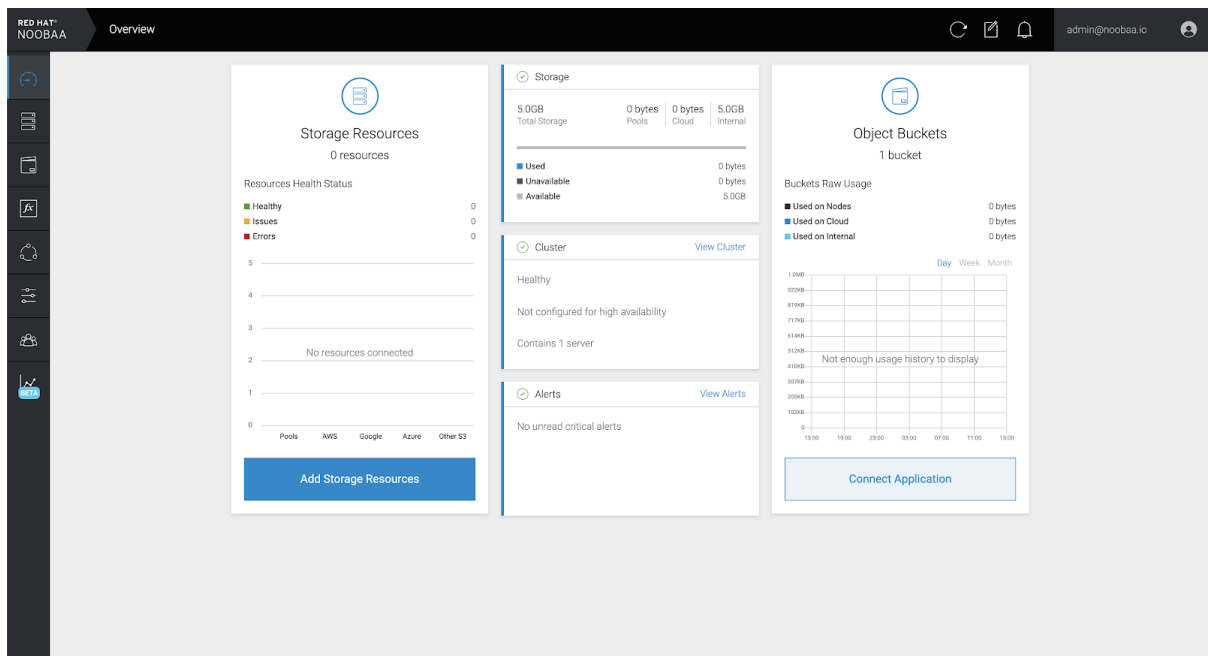 RED HAT®
NOOBAA
Overview
admin@noobaa.io
BETA
Storage Resources
0 resources
Resources Health Status
Healthy 0
Issues 0
Errors 0
5
4
3
2
1
0
No resources connected
Pools AWS Google Azure Other S3
Add Storage Resources
Storage
5.0GB 0 bytes 0 bytes 5.0GB
Total Storage Pools Cloud Internal
Used 0 bytes
Unavailable 0 bytes
Available 5.0GB
Cluster View Cluster
Healthy
Not configured for high availability
Contains 1 server
Alerts View Alerts
No unread critical alerts
Object Buckets
1 bucket
Buckets Raw Usage
Used on Nodes 0 bytes
Used on Cloud 0 bytes
Used on Internal 0 bytes
Day Week Month
1.0MB
922KB
819KB
717KB
614KB
512KB
410KB
307KB
205KB
102KB
0
Not enough usage history to display
15:00 19:00 23:00 03:00 07:00 11:00 15:00
Connect Application